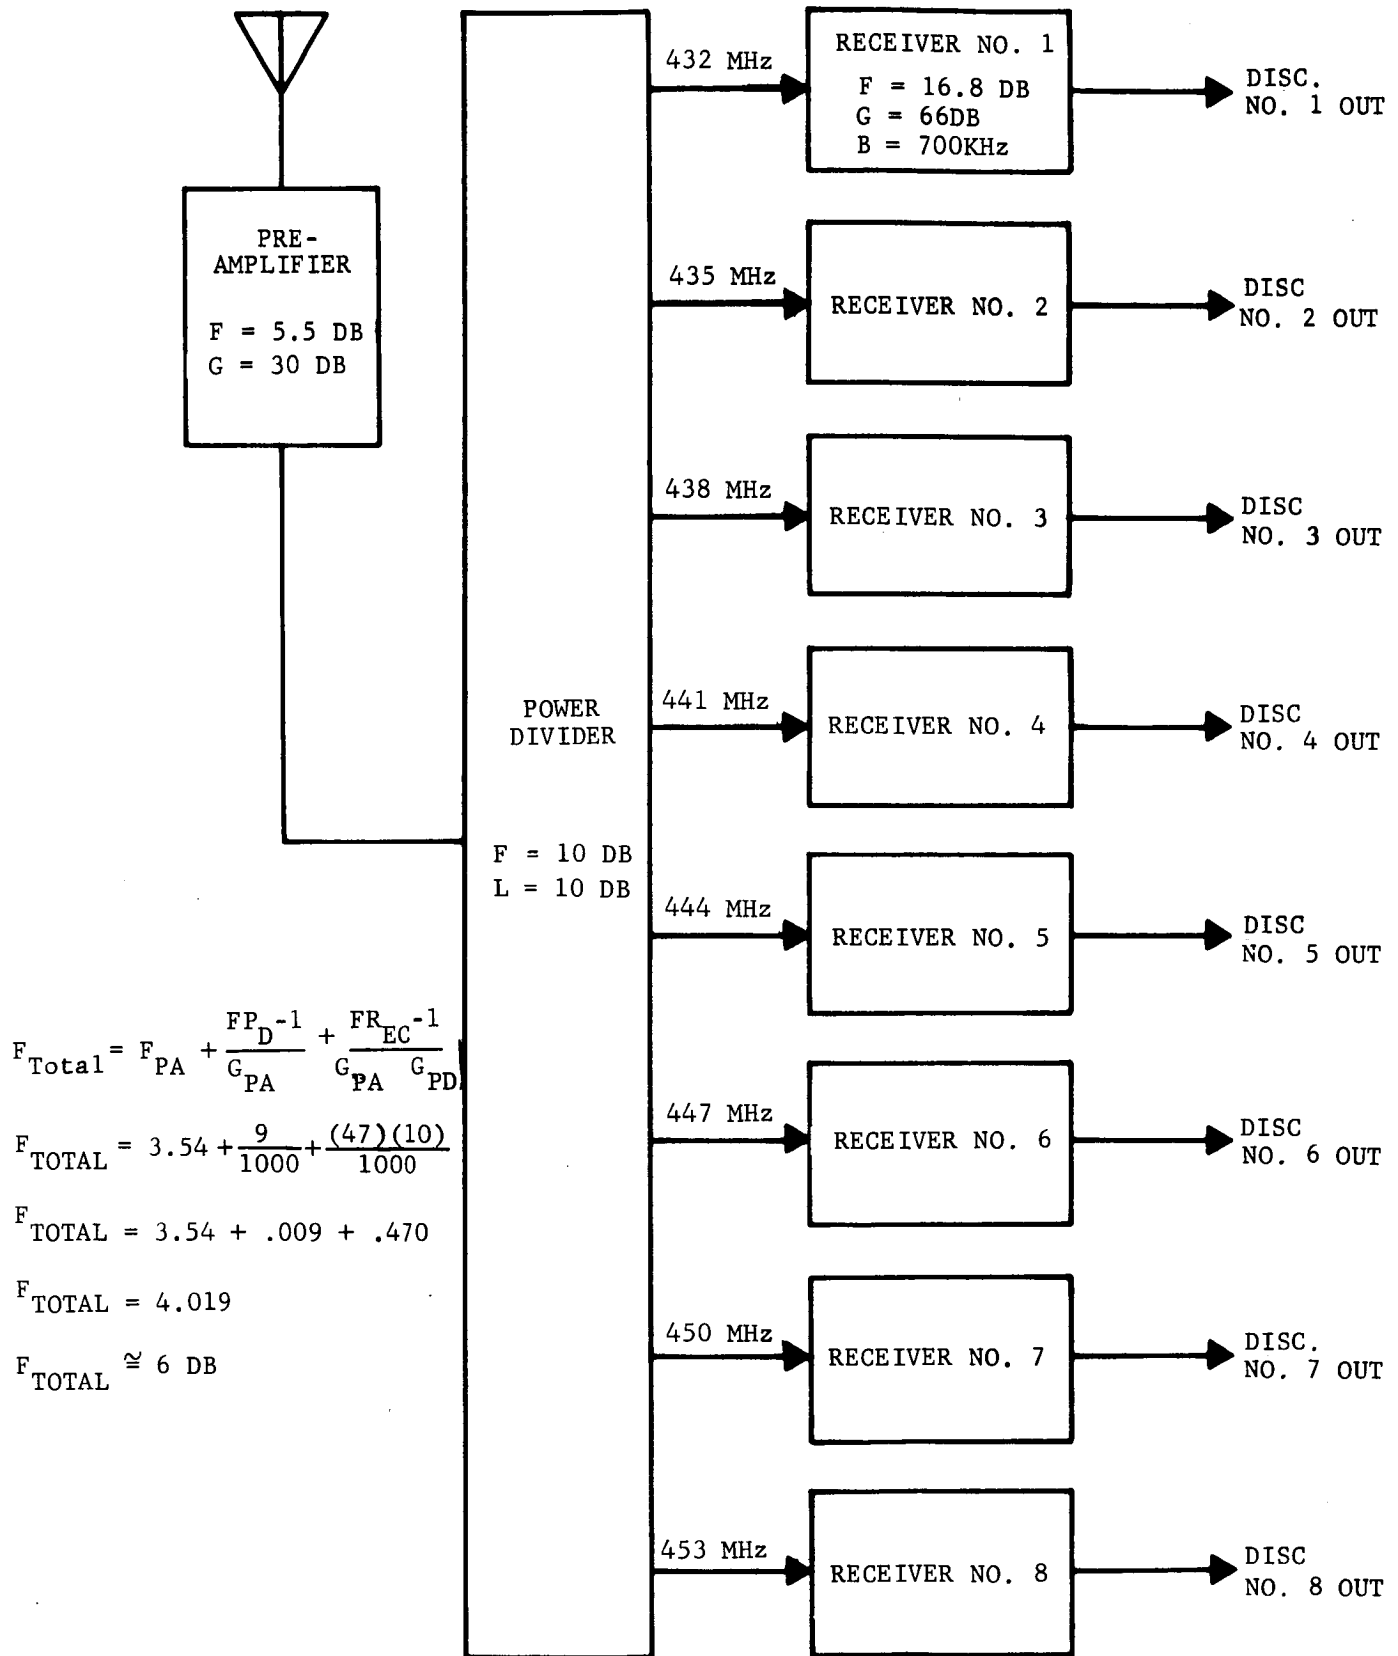 PRE-
AMPLIFIER
F = 5.5 DB
G = 30 DB
POWER
DIVIDER
F = 10 DB
L = 10 DB
432 MHz
RECEIVER NO. 1
F = 16.8 DB
G = 66DB
B = 700KHz
DISC.
NO. 1 OUT
435 MHz
RECEIVER NO. 2
DISC
NO. 2 OUT
438 MHz
RECEIVER NO. 3
DISC
NO. 3 OUT
441 MHz
RECEIVER NO. 4
DISC
NO. 4 OUT
444 MHz
RECEIVER NO. 5
DISC
NO. 5 OUT
447 MHz
RECEIVER NO. 6
DISC
NO. 6 OUT
450 MHz
RECEIVER NO. 7
DISC.
NO. 7 OUT
453 MHz
RECEIVER NO. 8
DISC
NO. 8 OUT
F_Total = F_PA + (FP_D-1)/(G_PA) + (FR_EC-1)/(G_PA G_PD)
F_TOTAL = 3.54 + 9/1000 + (47)(10)/1000
F_TOTAL = 3.54 + .009 + .470
F_TOTAL = 4.019
F_TOTAL ≅ 6 DB